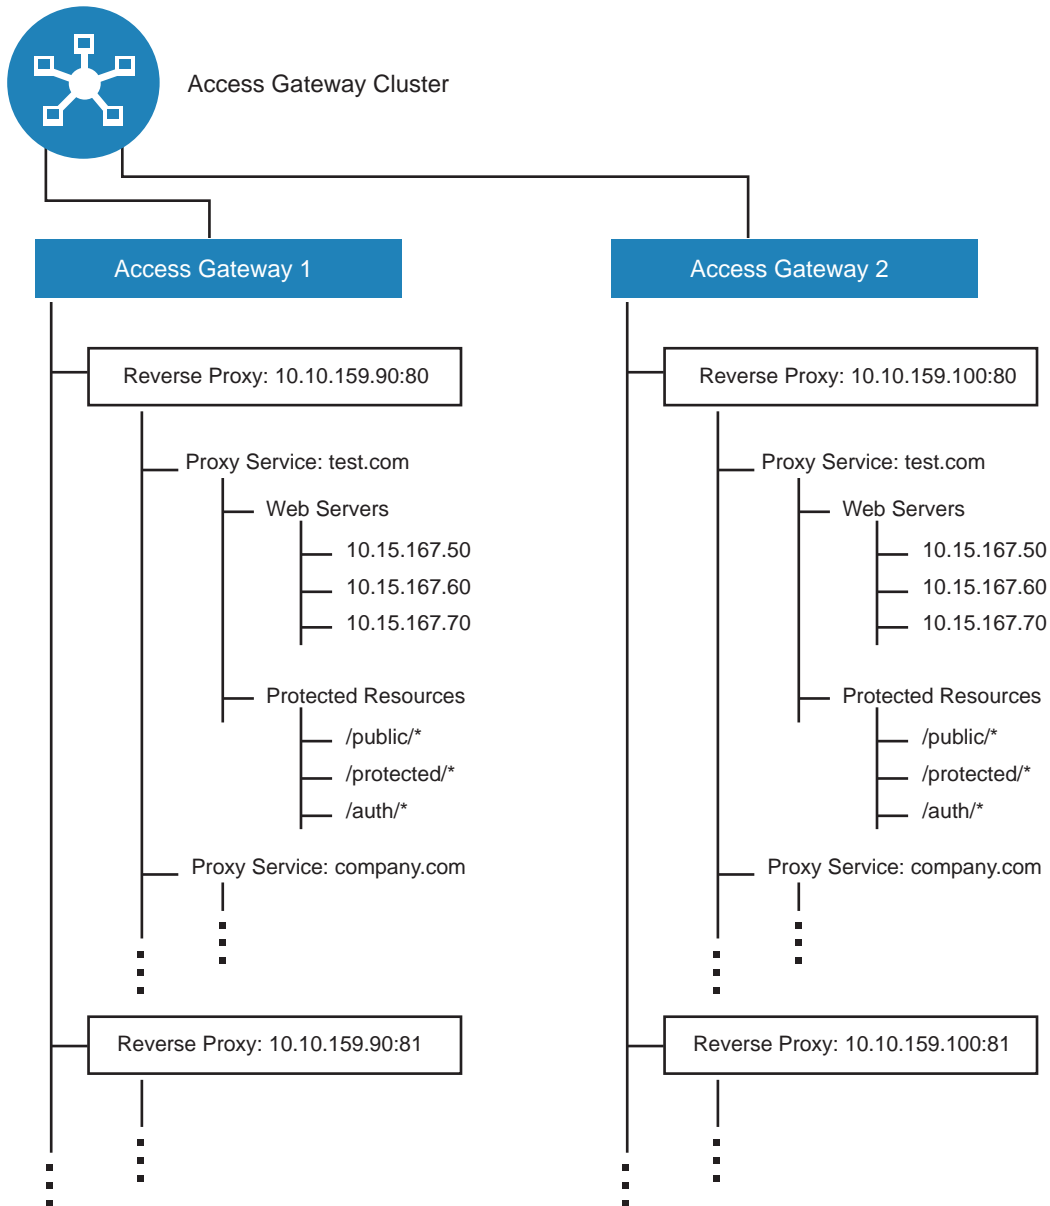 Access Gateway Cluster
Access Gateway 1
Reverse Proxy: 10.10.159.90:80
Proxy Service: test.com
Web Servers
10.15.167.50
10.15.167.60
10.15.167.70
Protected Resources
/public/*
/protected/*
/auth/*
Proxy Service: company.com
Reverse Proxy: 10.10.159.90:81
Access Gateway 2
Reverse Proxy: 10.10.159.100:80
Proxy Service: test.com
Web Servers
10.15.167.50
10.15.167.60
10.15.167.70
Protected Resources
/public/*
/protected/*
/auth/*
Proxy Service: company.com
Reverse Proxy: 10.10.159.100:81